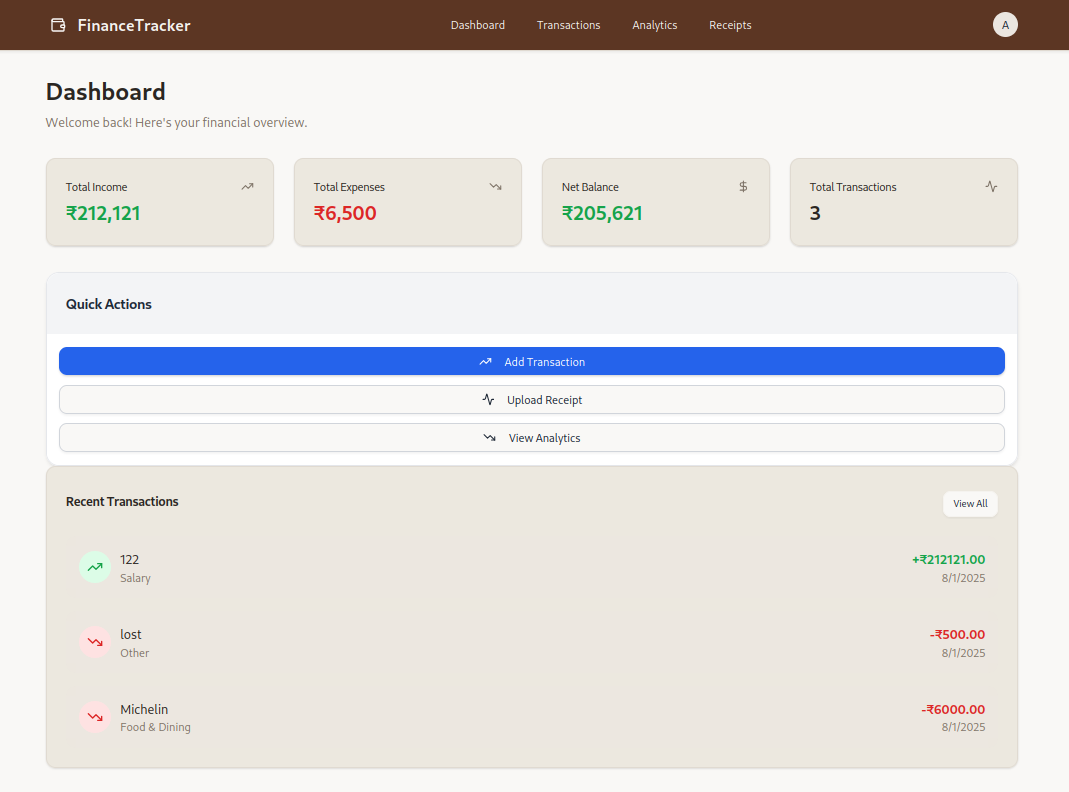 FinanceTracker
Dashboard Transactions Analytics Receipts
A
Dashboard
Welcome back! Here's your financial overview.
Total Income
₹212,121
Total Expenses
₹6,500
Net Balance
₹205,621
Total Transactions
3
Quick Actions
Add Transaction
Upload Receipt
View Analytics
Recent Transactions
View All
122
Salary
+₹212121.00
8/1/2025
lost
Other
-₹500.00
8/1/2025
Michelin
Food & Dining
-₹6000.00
8/1/2025